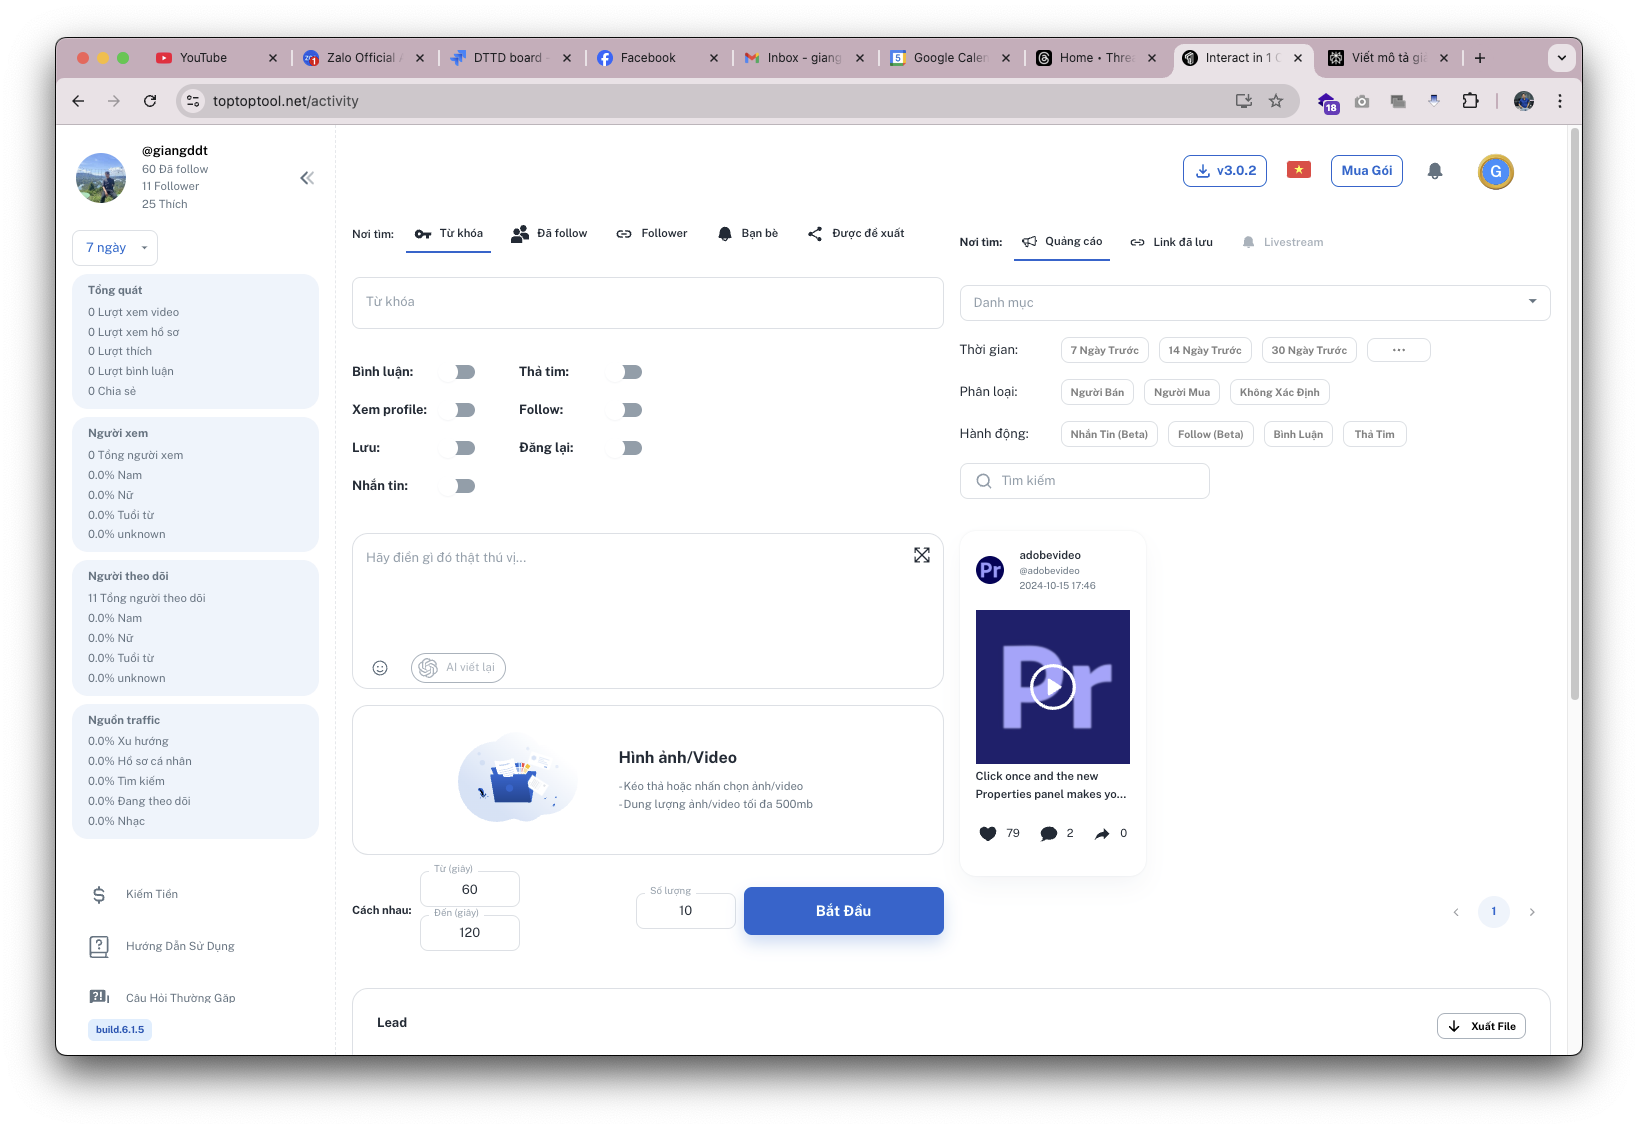 YouTube
Zalo Official
DTTD board
Facebook
Inbox - giang
Google Calen
Home • Threa
Interact in 1 C
Viết mô tả gi
toptoptool.net/activity
18
@giangddt
60 Đã follow
11 Follower
25 Thích
v3.0.2
Mua Gói
G
7 ngày
Tổng quát
0 Lượt xem video
0 Lượt xem hồ sơ
0 Lượt thích
0 Lượt bình luận
0 Chia sẻ
Người xem
0 Tổng người xem
0.0% Nam
0.0% Nữ
0.0% Tuổi từ
0.0% unknown
Người theo dõi
11 Tổng người theo dõi
0.0% Nam
0.0% Nữ
0.0% Tuổi từ
0.0% unknown
Nguồn traffic
0.0% Xu hướng
0.0% Hồ sơ cá nhân
0.0% Tìm kiếm
0.0% Đang theo dõi
0.0% Nhạc
Kiếm Tiền
Hướng Dẫn Sử Dụng
Câu Hỏi Thường Gặp
build.6.1.5
Nơi tìm:
Từ khóa
Đã follow
Follower
Bạn bè
Được đề xuất
Từ khóa
Bình luận:
Thả tim:
Xem profile:
Follow:
Lưu:
Đăng lại:
Nhắn tin:
Hãy điền gì đó thật thú vị...
AI viết lại
Hình ảnh/Video
-Kéo thả hoặc nhấn chọn ảnh/video
-Dung lượng ảnh/video tối đa 500mb
Cách nhau:
Từ (giây)
60
Đến (giây)
120
Số lượng
10
Bắt Đầu
Nơi tìm:
Quảng cáo
Link đã lưu
Livestream
Danh mục
Thời gian:
7 Ngày Trước
14 Ngày Trước
30 Ngày Trước
...
Phân loại:
Người Bán
Người Mua
Không Xác Định
Hành động:
Nhắn Tin (Beta)
Follow (Beta)
Bình Luận
Thả Tim
Tìm kiếm
Pr
adobevideo
@adobevideo
2024-10-15 17:46
Pr
Click once and the new
Properties panel makes yo...
79
2
0
1
Lead
Xuất File